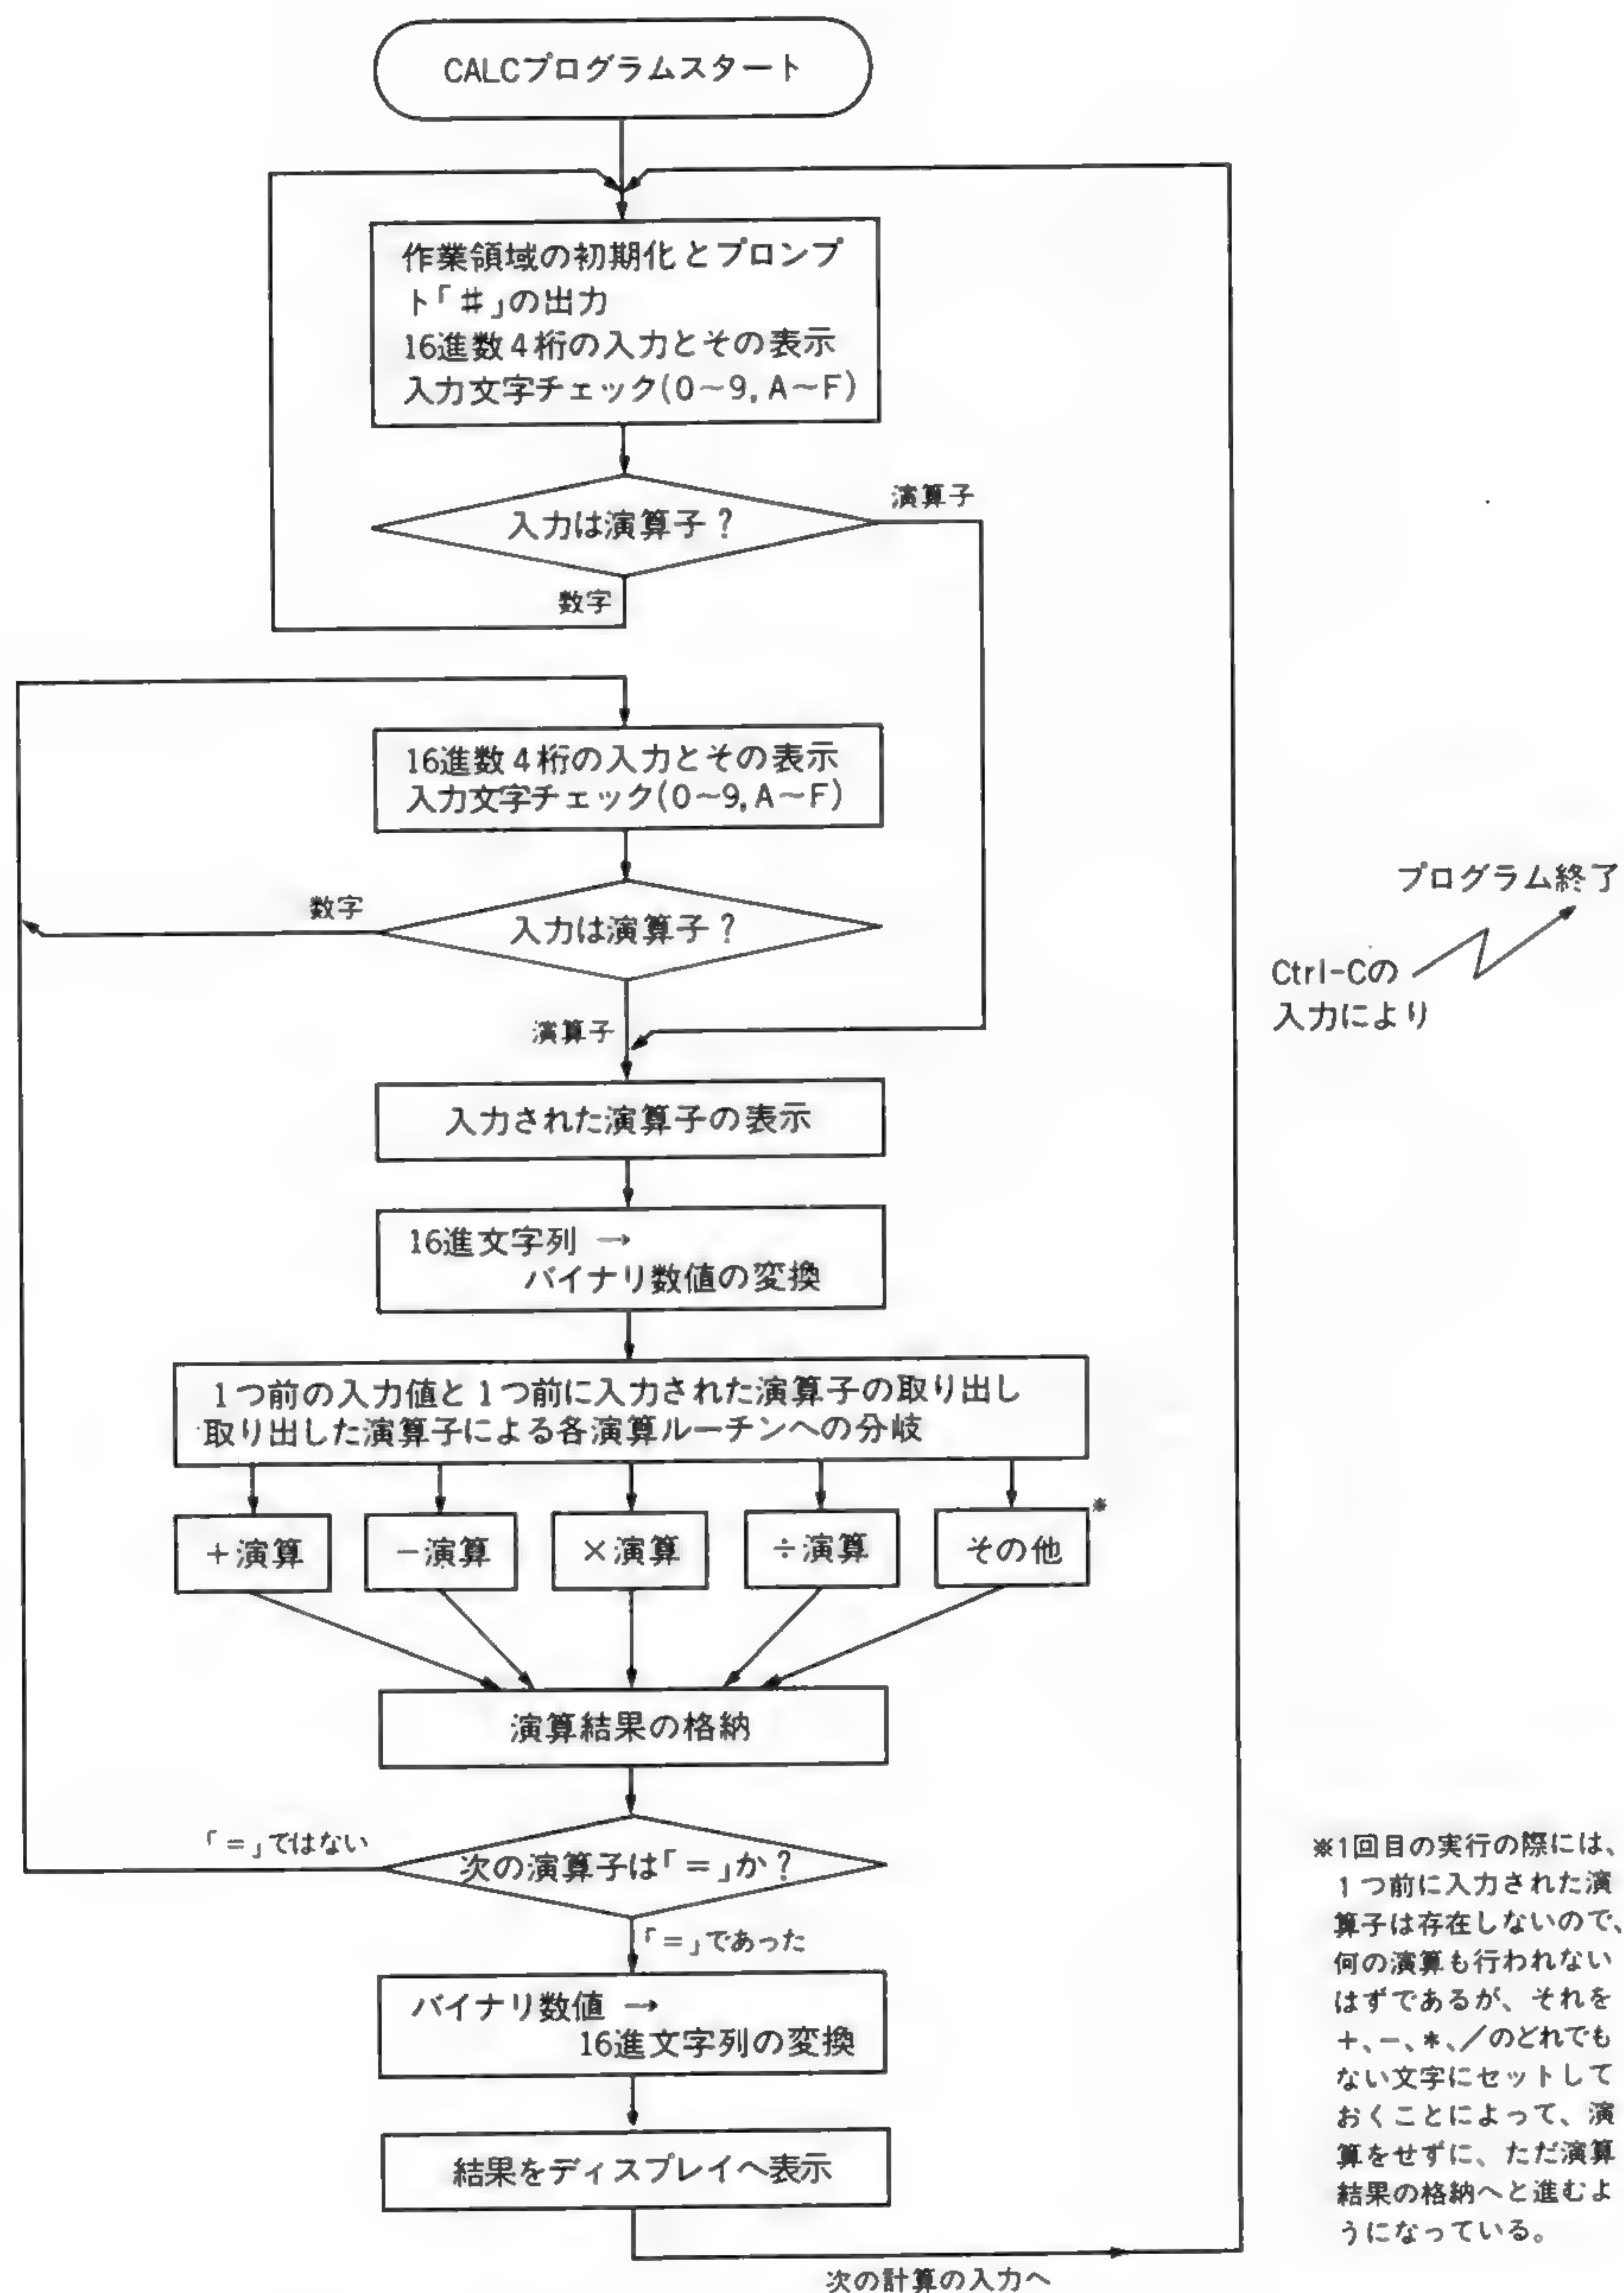 CALCプログラムスタート
作業領域の初期化とプロンプ
ト「#」の出力
16進数4桁の入力とその表示
入力文字チェック(0~9,A~F)
入力は演算子?
演算子
数字
16進数4桁の入力とその表示
入力文字チェック(0~9,A~F)
数字
入力は演算子?
演算子
プログラム終了
Ctrl-Cの
入力により
入力された演算子の表示
16進文字列 →
バイナリ数値の変換
1つ前の入力値と1つ前に入力された演算子の取り出し
取り出した演算子による各演算ルーチンへの分岐
+演算
-演算
×演算
÷演算
その他
※
演算結果の格納
「=」ではない
次の演算子は「=」か?
「=」であった
バイナリ数値 →
16進文字列の変換
結果をディスプレイへ表示
次の計算の入力へ
※1回目の実行の際には、
1つ前に入力された演
算子は存在しないので、
何の演算も行われない
はずであるが、それを
+、-、*、/のどれでも
ない文字にセットして
おくことによって、演
算をせずに、ただ演算
結果の格納へと進むよ
うになっている。